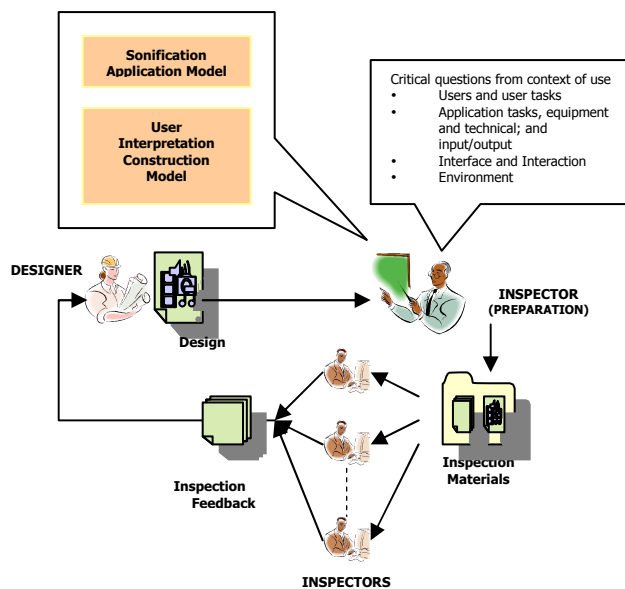 Sonification
Application Model
User
Interpretation
Construction
Model
Critical questions from context of use
• Users and user tasks
• Application tasks, equipment
and technical; and
input/output
• Interface and Interaction
• Environment
DESIGNER
Design
INSPECTOR
(PREPARATION)
Inspection
Feedback
Inspection
Materials
INSPECTORS